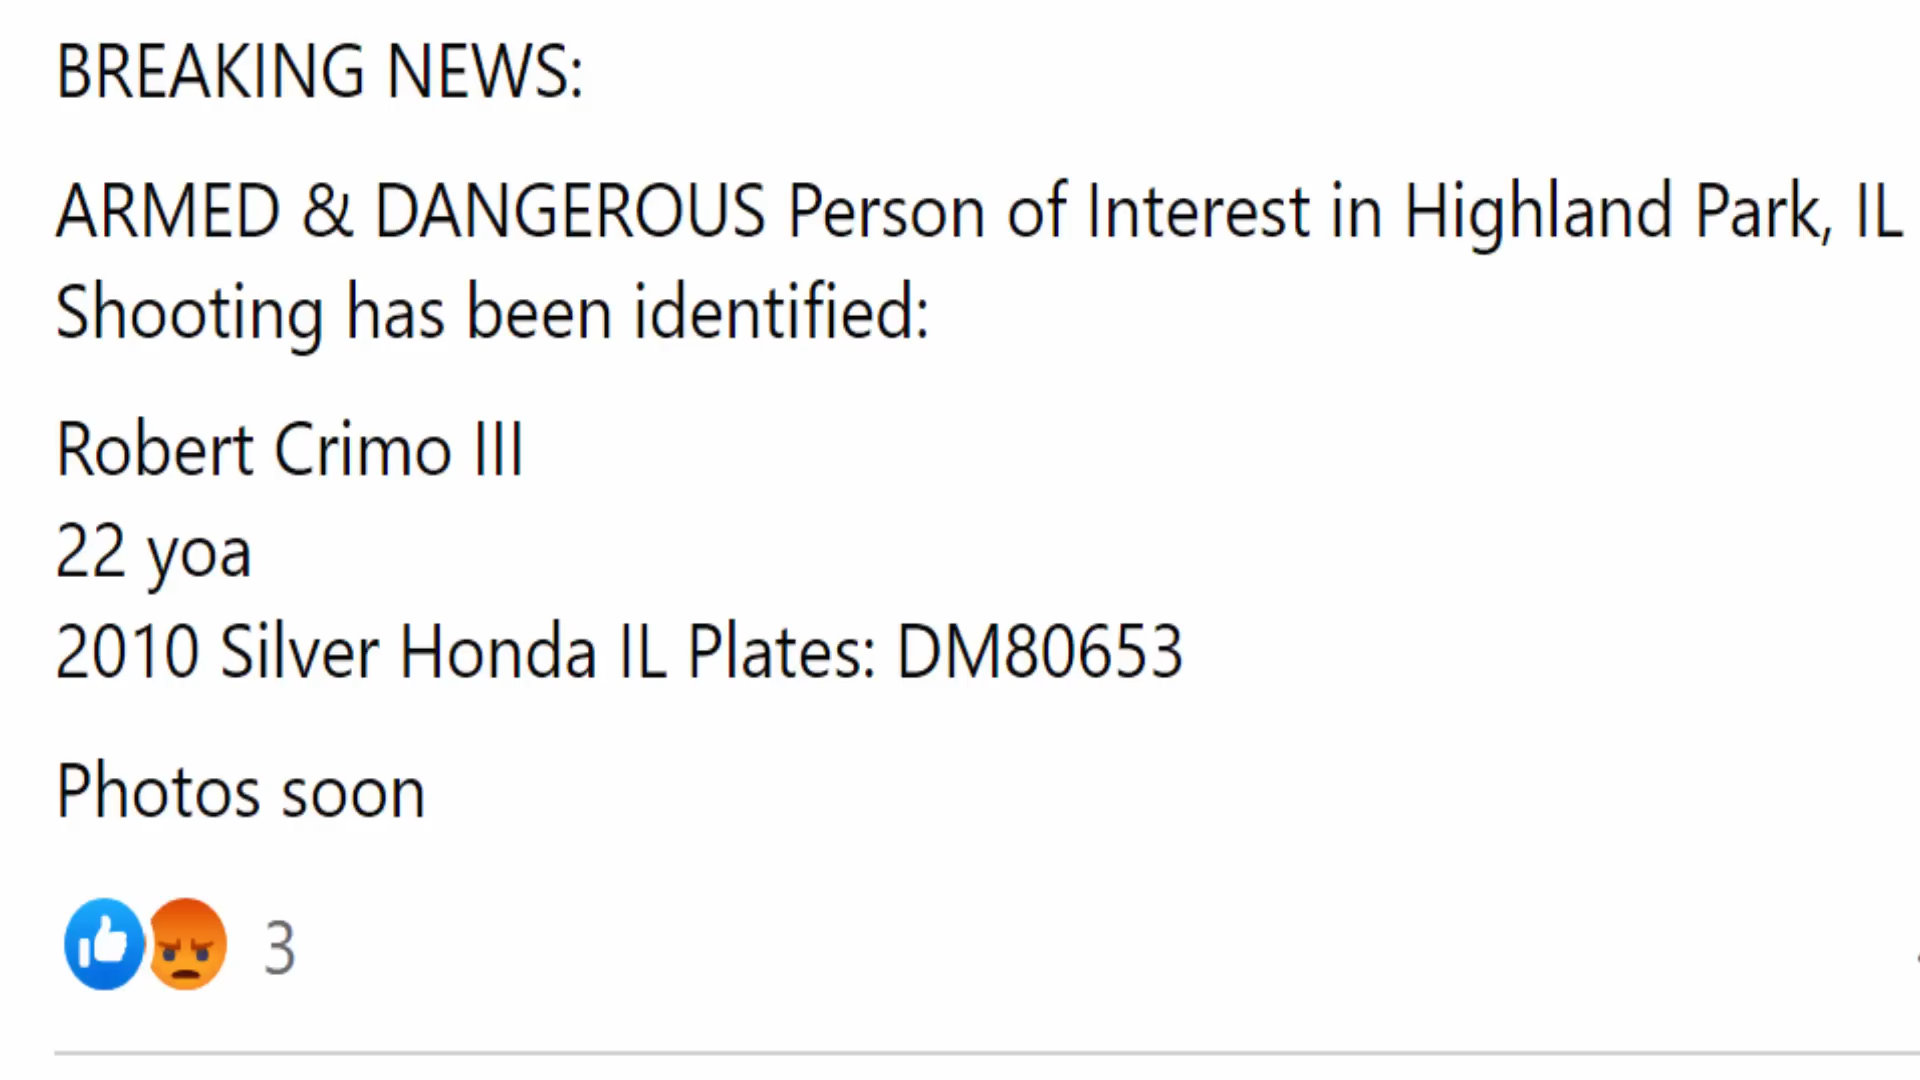 BREAKING NEWS:
ARMED & DANGEROUS Person of Interest in Highland Park, IL
Shooting has been identified:
Robert Crimo III
22 yoa
2010 Silver Honda IL Plates: DM80653
Photos soon
3